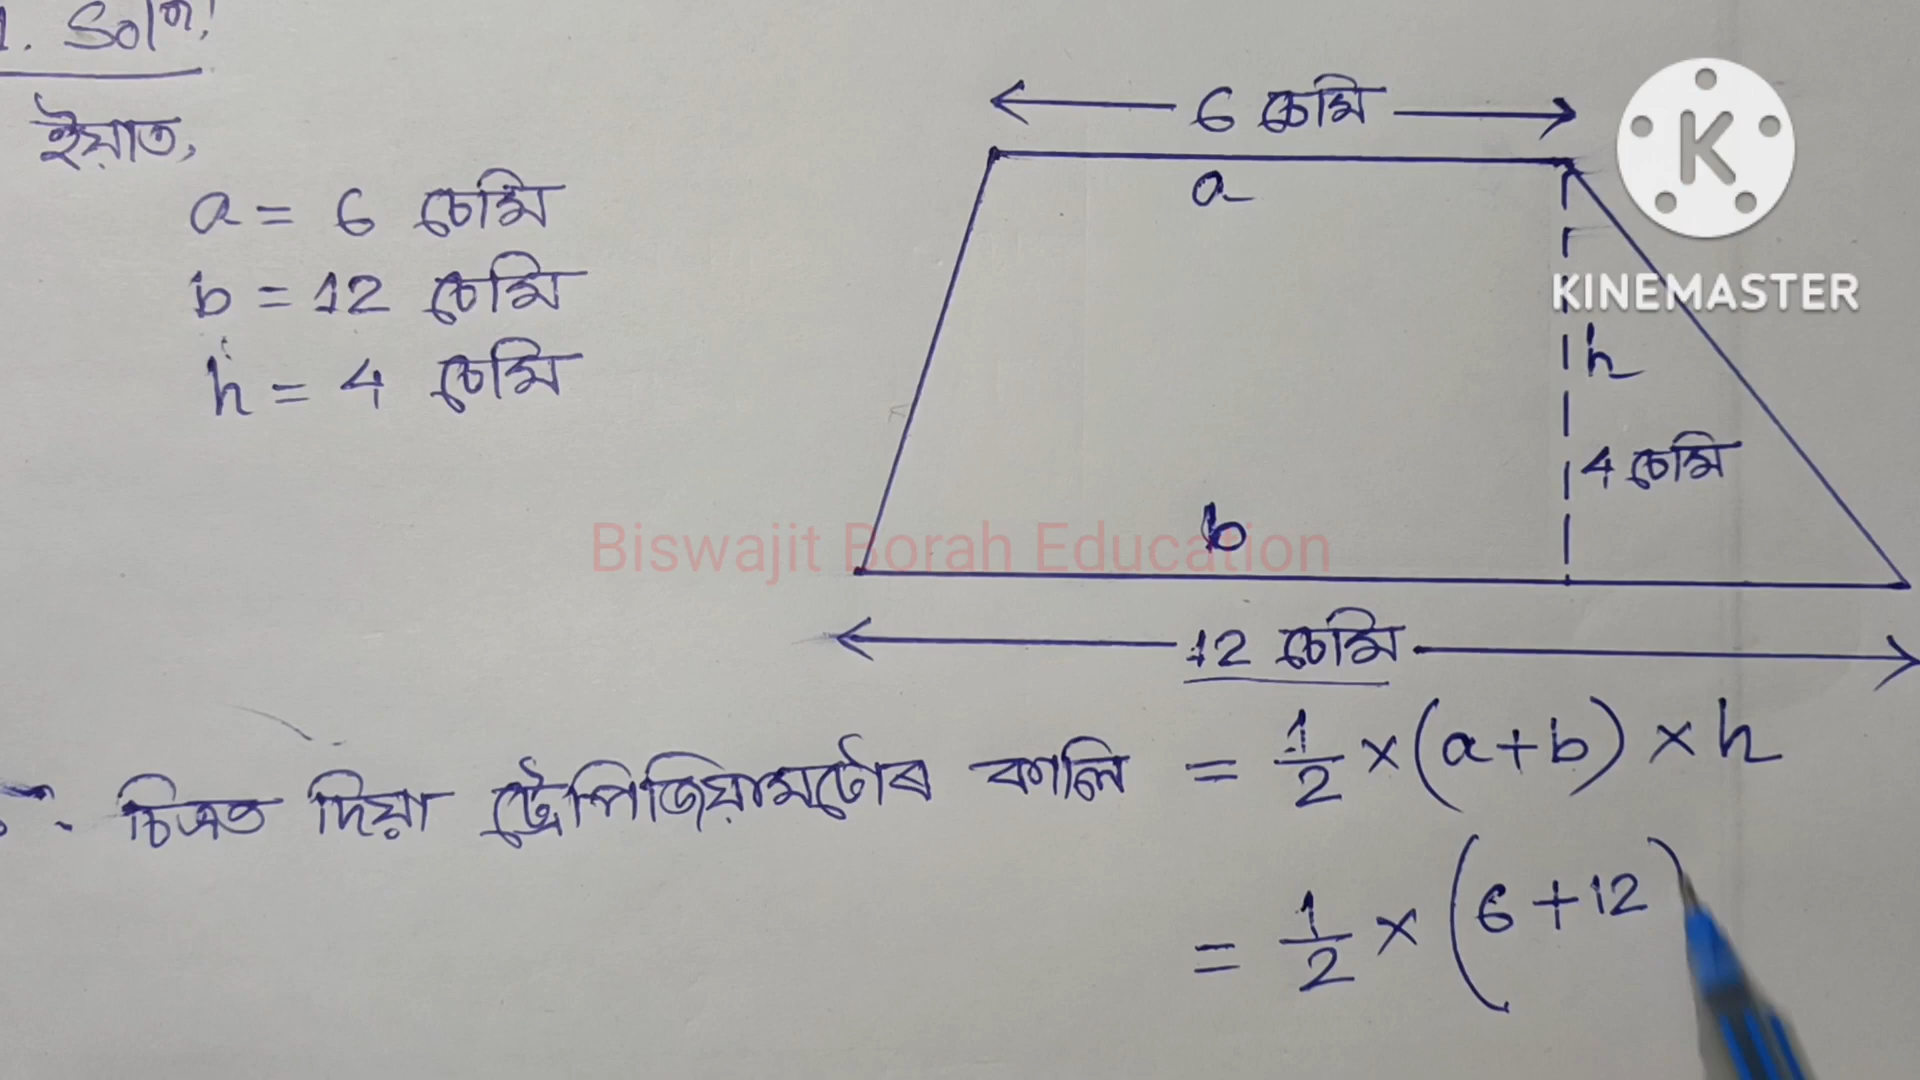 1. Solⁿ!
ইয়াত,
a = 6 চেমি
b = 12 চেমি
h = 4 চেমি
6 চেমি
a
KINEMASTER
h
4 চেমি
b
Biswajit Borah Education
12 চেমি
∴ চিত্ৰত দিয়া ট্ৰেপিজিয়ামটোৰ কালি = 1/2 × (a+b) × h
= 1/2 × (6 + 12)